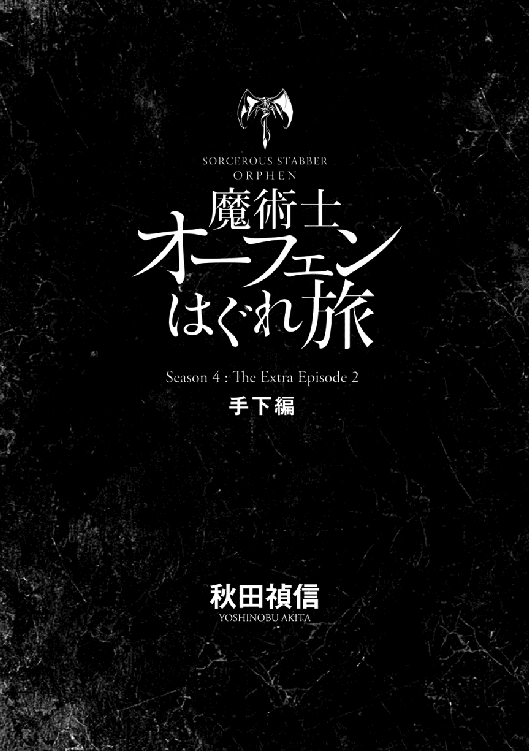 SORCEROUS STABBER
ORPHEN
魔術士
オーフェン
はぐれ旅
Season 4 : The Extra Episode 2
手下編
秋田禎信
YOSHINOBU AKITA